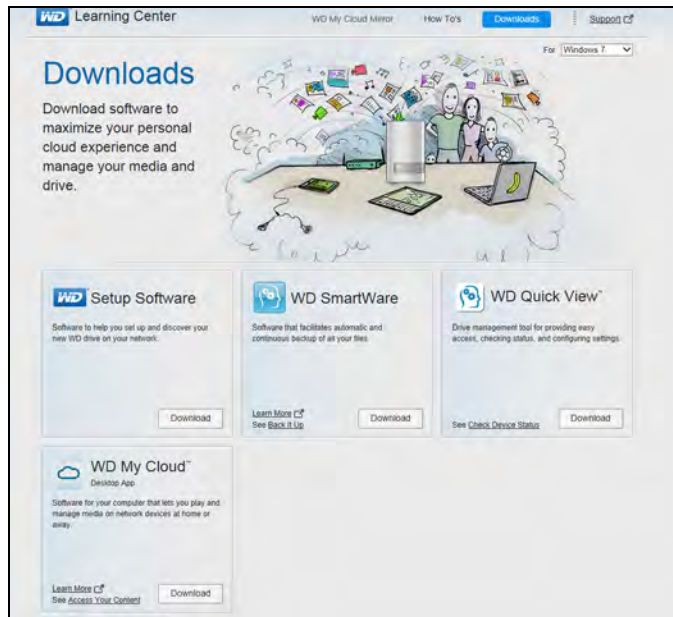 WD Learning Center
WD My Cloud Mirror How To's Downloads Support
For Windows 7
Downloads
Download software to
maximize your personal
cloud experience and
manage your media and
drive.
WD Setup Software
Software to help you set up and discover your
new WD drive on your network.
Download
WD SmartWare
Software that facilitates automatic and
continuous backup of all your files
Learn More
See Back It Up
Download
WD Quick View™
Drive management tool for providing easy
access, checking status, and configuring settings
See Check Device Status
Download
WD My Cloud™
Desktop App
Software for your computer that lets you play and
manage media on network devices at home or
away.
Learn More
See Access Your Content
Download